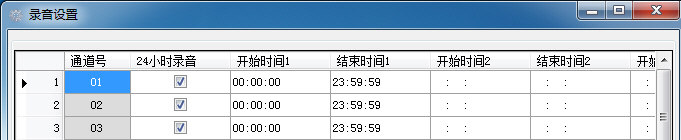 录音设置
通道号 24小时录音 开始时间1 结束时间1 开始时间2 结束时间2 开始
1 01 00:00:00 23:59:59 : : : : :
2 02 00:00:00 23:59:59 : : : : :
3 03 00:00:00 23:59:59 : : : : :